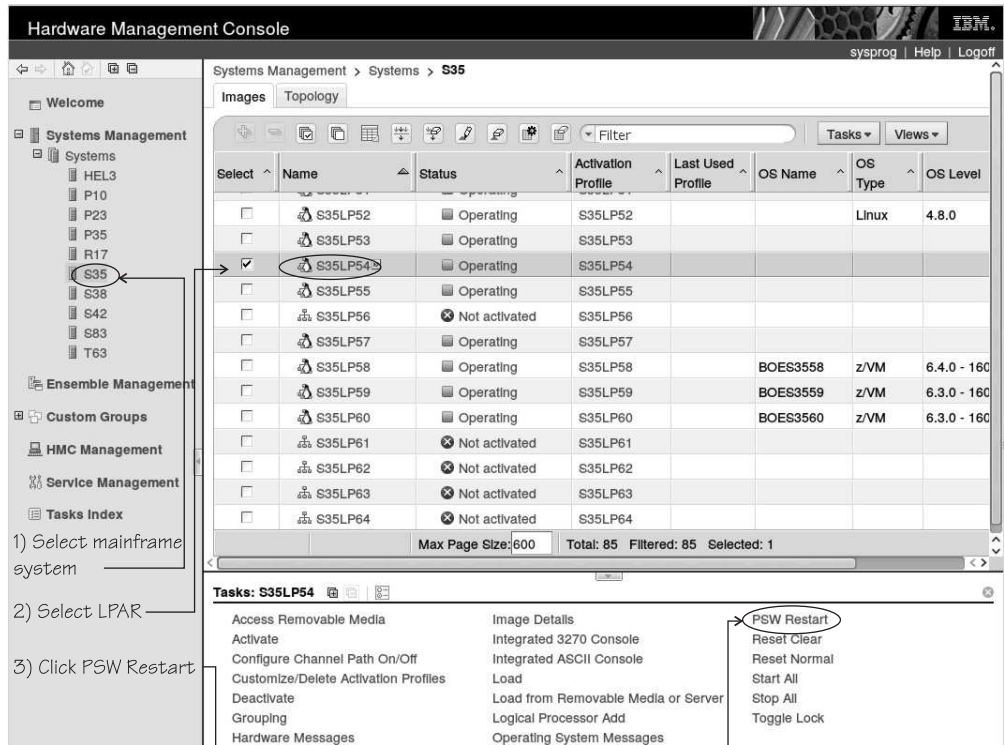 Hardware Management Console
IBM.
sysprog | Help | Logoff
Systems Management > Systems > S35
Images Topology
Welcome
Systems Management
Systems
HEL3
P10
P23
P35
R17
S35
S38
S42
S83
T63
Ensemble Management
Custom Groups
HMC Management
Service Management
Tasks Index
1) Select mainframe
system
2) Select LPAR
3) Click PSW Restart
Filter
Tasks Views
Select Name Status Activation Profile Last Used Profile OS Name OS Type OS Level
S35LP52 Operating S35LP52 Linux 4.8.0
S35LP53 Operating S35LP53
S35LP54 Operating S35LP54
S35LP55 Operating S35LP55
S35LP56 Not activated S35LP56
S35LP57 Operating S35LP57
S35LP58 Operating S35LP58 BOES3558 z/VM 6.4.0 - 160
S35LP59 Operating S35LP59 BOES3559 z/VM 6.3.0 - 160
S35LP60 Operating S35LP60 BOES3560 z/VM 6.3.0 - 160
S35LP61 Not activated S35LP61
S35LP62 Not activated S35LP62
S35LP63 Not activated S35LP63
S35LP64 Not activated S35LP64
Max Page Size: 600 Total: 85 Filtered: 85 Selected: 1
Tasks: S35LP54
Access Removable Media
Activate
Configure Channel Path On/Off
Customize/Delete Activation Profiles
Deactivate
Grouping
Hardware Messages
Image Details
Integrated 3270 Console
Integrated ASCII Console
Load
Load from Removable Media or Server
Logical Processor Add
Operating System Messages
PSW Restart
Reset Clear
Reset Normal
Start All
Stop All
Toggle Lock